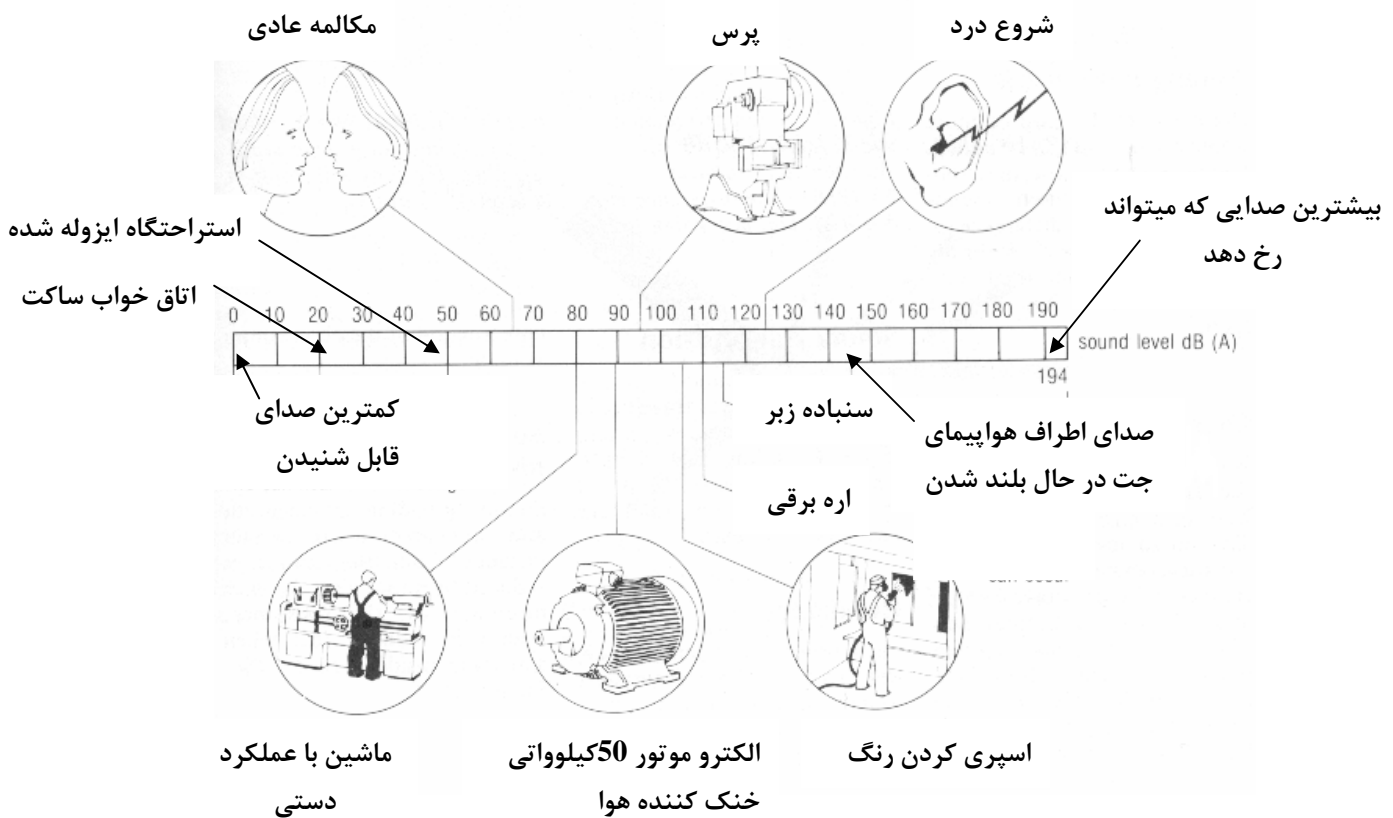 مکالمه عادی
پرس
شروع درد
بیشترین صدایی که میتواند
رخ دهد
استراحتگاه ایزوله شده
اتاق خواب ساکت
0 10 20 30 40 50 60 70 80 90 100 110 120 130 140 150 160 170 180 190
sound level dB (A)
194
کمترین صدای
قابل شنیدن
سنباده زبر
صدای اطراف هواپیمای
جت در حال بلند شدن
اره برقی
ماشین با عملکرد
دستی
الکترو موتور 50کیلوواتی
خنک کننده هوا
اسپری کردن رنگ